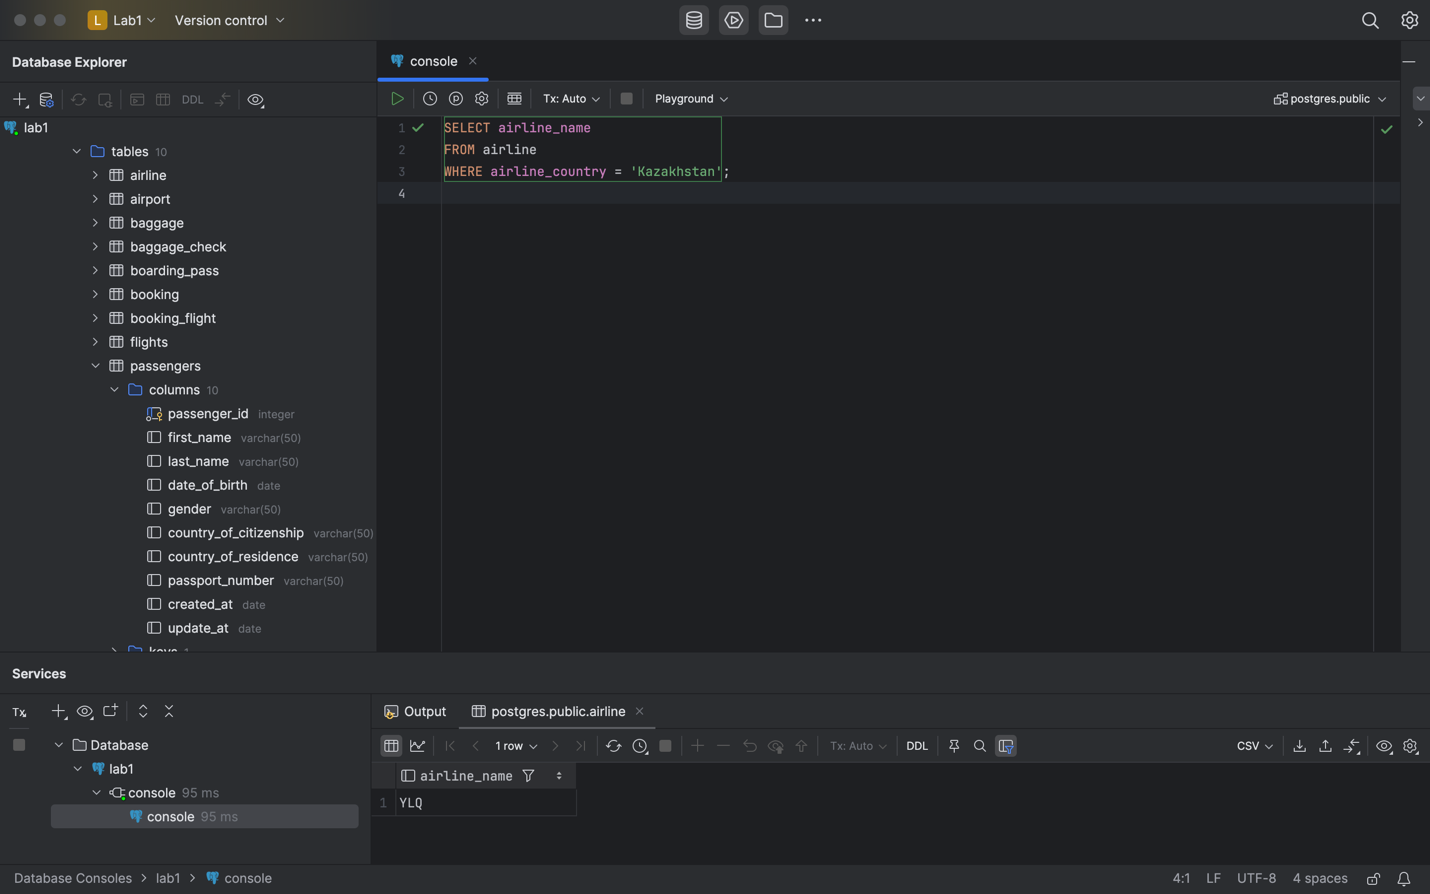 L Lab1 Version control
Database Explorer
console
DDL
Tx: Auto Playground postgres.public
lab1
tables 10
airline
airport
baggage
baggage_check
boarding_pass
booking
booking_flight
flights
passengers
columns 10
passenger_id integer
first_name varchar(50)
last_name varchar(50)
date_of_birth date
gender varchar(50)
country_of_citizenship varchar(50)
country_of_residence varchar(50)
passport_number varchar(50)
created_at date
update_at date
keys 1
1 SELECT airline_name
2 FROM airline
3 WHERE airline_country = 'Kazakhstan';
4
Services
Tx
Database
lab1
console 95 ms
console 95 ms
Output postgres.public.airline
1 row Tx: Auto DDL CSV
airline_name
1 YLQ
Database Consoles > lab1 > console
4:1 LF UTF-8 4 spaces